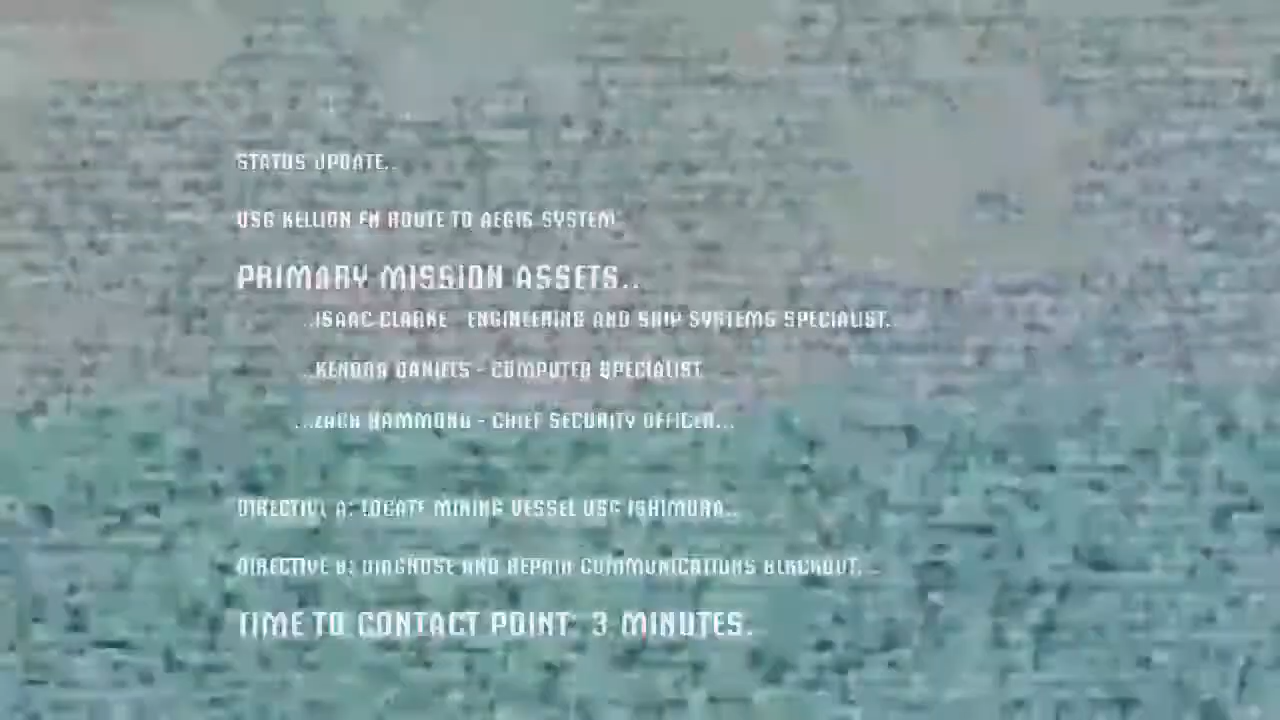 STATUS UPDATE..
USG KELLION EN ROUTE TO AEGIS SYSTEM
PRIMARY MISSION ASSETS..
..ISAAC CLARKE - ENGINEERING AND SHIP SYSTEMS SPECIALIST..
..KENDRA DANIELS - COMPUTER SPECIALIST
...ZACH HAMMOND - CHIEF SECURITY OFFICER...
DIRECTIVE A: LOCATE MINING VESSEL USG ISHIMURA..
DIRECTIVE B: DIAGNOSE AND REPAIR COMMUNICATIONS BLACKOUT...
TIME TO CONTACT POINT: 3 MINUTES.